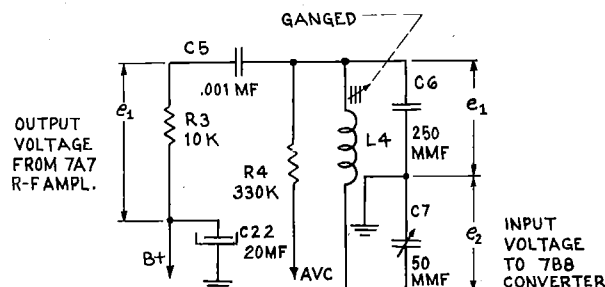 GANGED
C5
.001 MF
e1
R3
10K
OUTPUT
VOLTAGE
FROM 7A7
R-F AMPL.
R4
330K
L4
C6
250
MMF
e1
C22
20MF
B+
AVC
C7
50
MMF
e2
INPUT
VOLTAGE
TO 7B8
CONVERTER